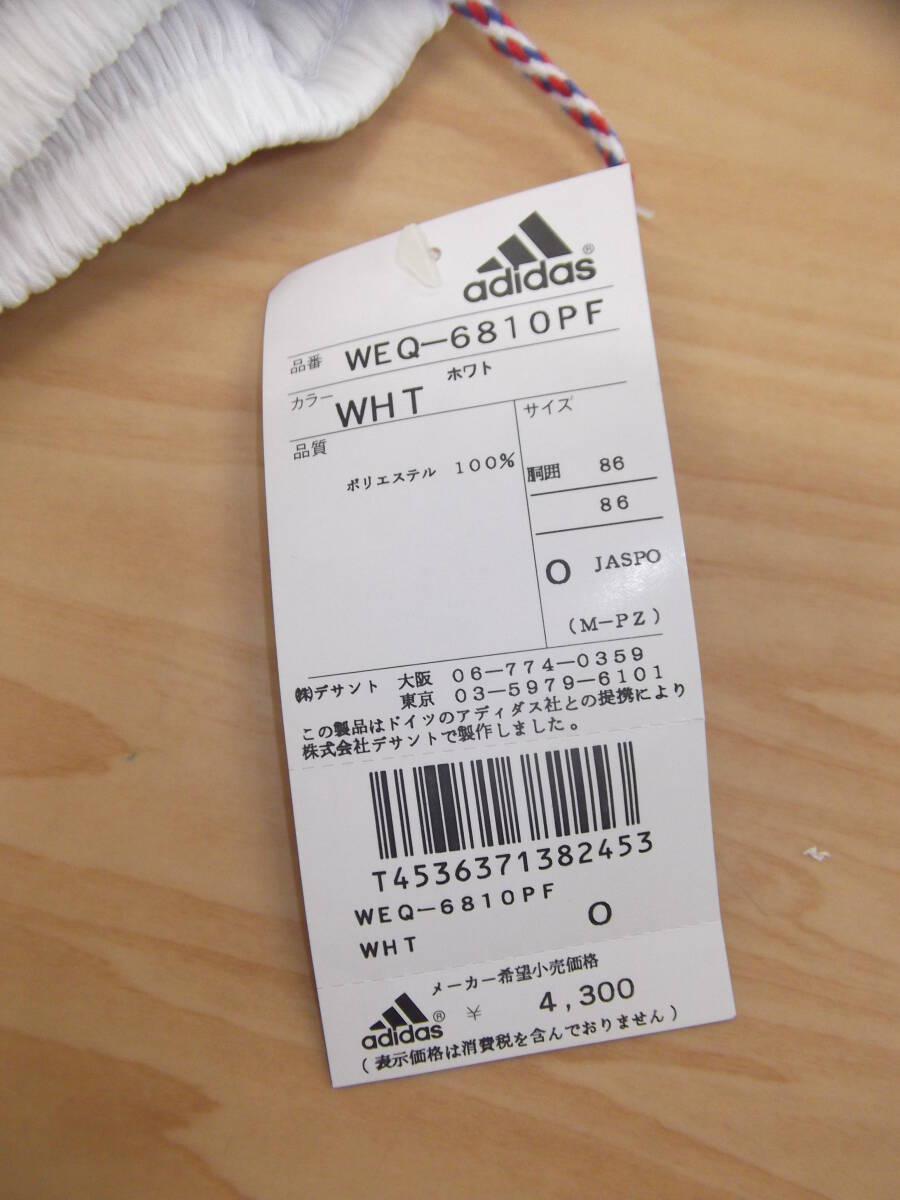 adidas®
品番 WEQ-6810PF
カラー WHT ホワト
品質
サイズ
ポリエステル 100%
胴囲 86
86
O JASPO
(M-PZ)
㈱デサント 大阪 06-774-0359
東京 03-5979-6101
この製品はドイツのアディダス社との提携により
株式会社デサントで製作しました。
T4536371382453
WEQ-6810PF
WHT O
メーカー希望小売価格
adidas® ¥ 4,300
(表示価格は消費税を含んでおりません)